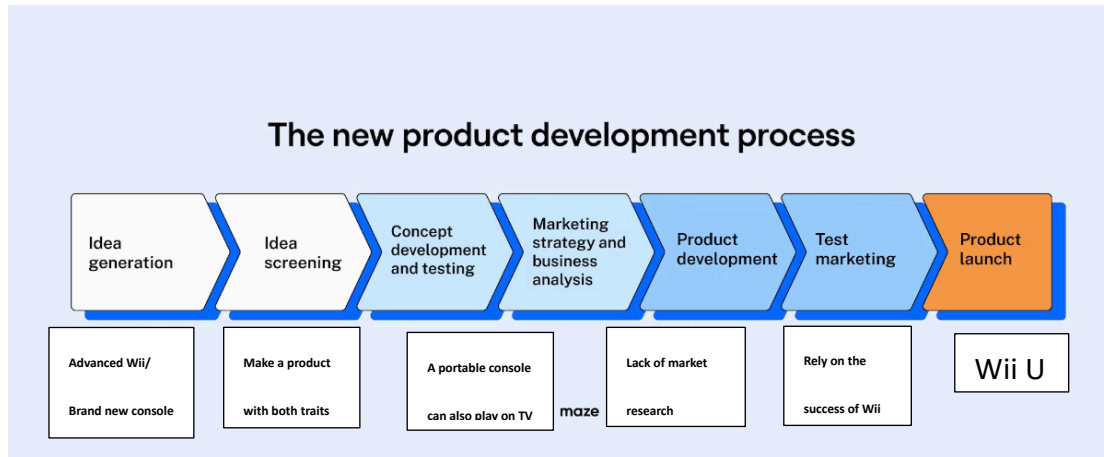 The new product development process
Idea
generation
Idea
screening
Concept
development
and testing
Marketing
strategy and
business
analysis
Product
development
Test
marketing
Product
launch
Advanced Wii/
Brand new console
Make a product
with both traits
A portable console
can also play on TV
maze
Lack of market
research
Rely on the
success of Wii
Wii U